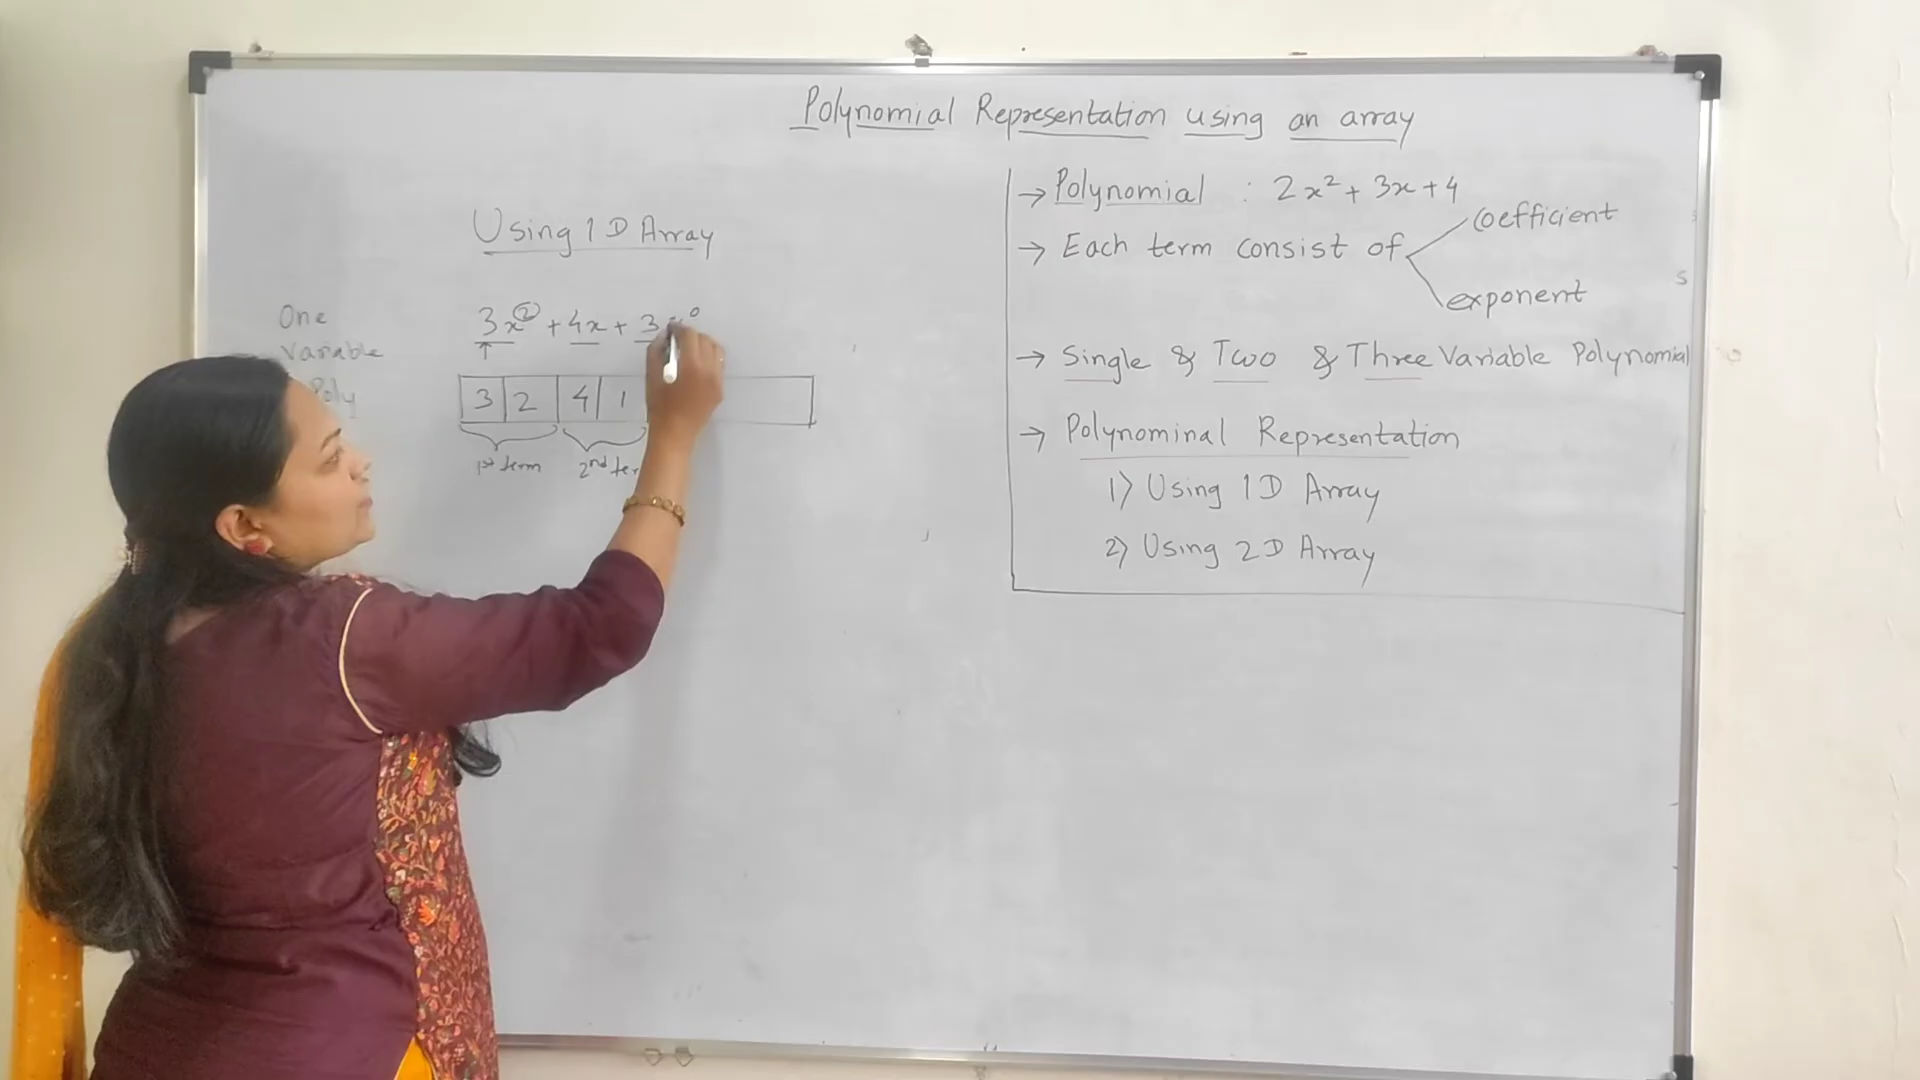 Polynomial Representation using an array
Using 1D Array
One
Variable
Poly
3x² + 4x + 3x⁰
3 2 4 1
1st term 2nd ter
→ Polynomial : 2x² + 3x + 4
→ Each term consist of
coefficient
exponent
→ Single & Two & Three Variable Polynomial
→ Polynominal Representation
1) Using 1D Array
2) Using 2D Array
s